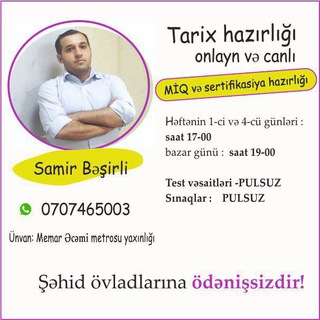 Tarix hazırlığı
onlayn və canlı
MİQ və sertifikasiya hazırlığı
Həftənin 1-ci və 4-cü günləri :
saat 17-00
bazar günü : saat 19-00
Test vəsaitləri -PULSUZ
Sınaqlar : PULSUZ
Samir Bəşirli
0707465003
Ünvan: Memar Əcəmi metrosu yaxınlığı
Şəhid övladlarına ödənişsizdir!